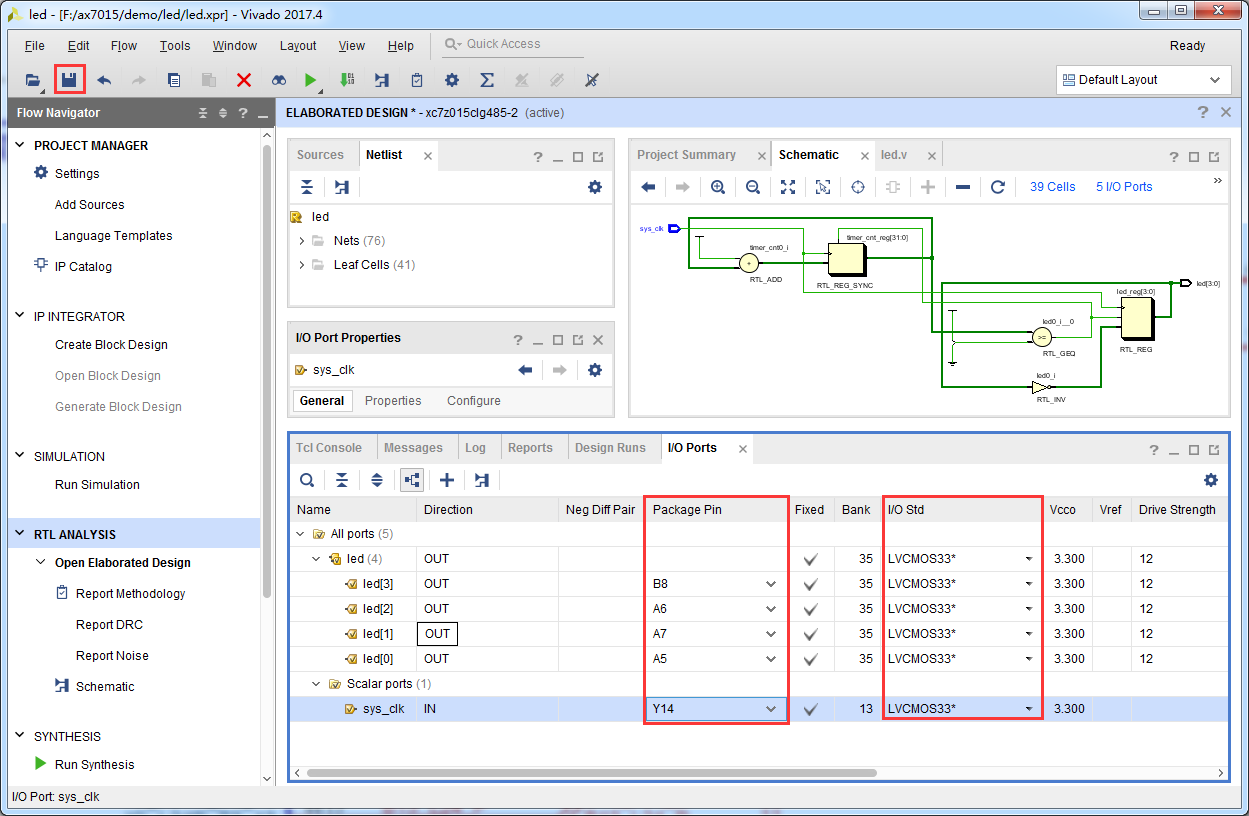 led - [F:/ax7015/demo/led/led.xpr] - Vivado 2017.4
File Edit Flow Tools Window Layout View Help Quick Access Ready
Default Layout
Flow Navigator
ELABORATED DESIGN * - xc7z015clg485-2 (active)
PROJECT MANAGER
Settings
Add Sources
Language Templates
IP Catalog
IP INTEGRATOR
Create Block Design
Open Block Design
Generate Block Design
SIMULATION
Run Simulation
RTL ANALYSIS
Open Elaborated Design
Report Methodology
Report DRC
Report Noise
Schematic
SYNTHESIS
Run Synthesis
Sources Netlist
led
Nets (76)
Leaf Cells (41)
I/O Port Properties
sys_clk
General Properties Configure
Project Summary Schematic led.v
39 Cells 5 I/O Ports
sys_clk
timer_cnt0_i
RTL_ADD
timer_cnt_reg[31:0]
RTL_REG_SYNC
led0_i__0
RTL_GEQ
led0_i
RTL_INV
led_reg[3:0]
RTL_REG
led[3:0]
Tcl Console Messages Log Reports Design Runs I/O Ports
Name Direction Neg Diff Pair Package Pin Fixed Bank I/O Std Vcco Vref Drive Strength
All ports (5)
led (4) OUT 35 LVCMOS33* 3.300 12
led[3] OUT B8 35 LVCMOS33* 3.300 12
led[2] OUT A6 35 LVCMOS33* 3.300 12
led[1] OUT A7 35 LVCMOS33* 3.300 12
led[0] OUT A5 35 LVCMOS33* 3.300 12
Scalar ports (1)
sys_clk IN Y14 13 LVCMOS33* 3.300
I/O Port: sys_clk